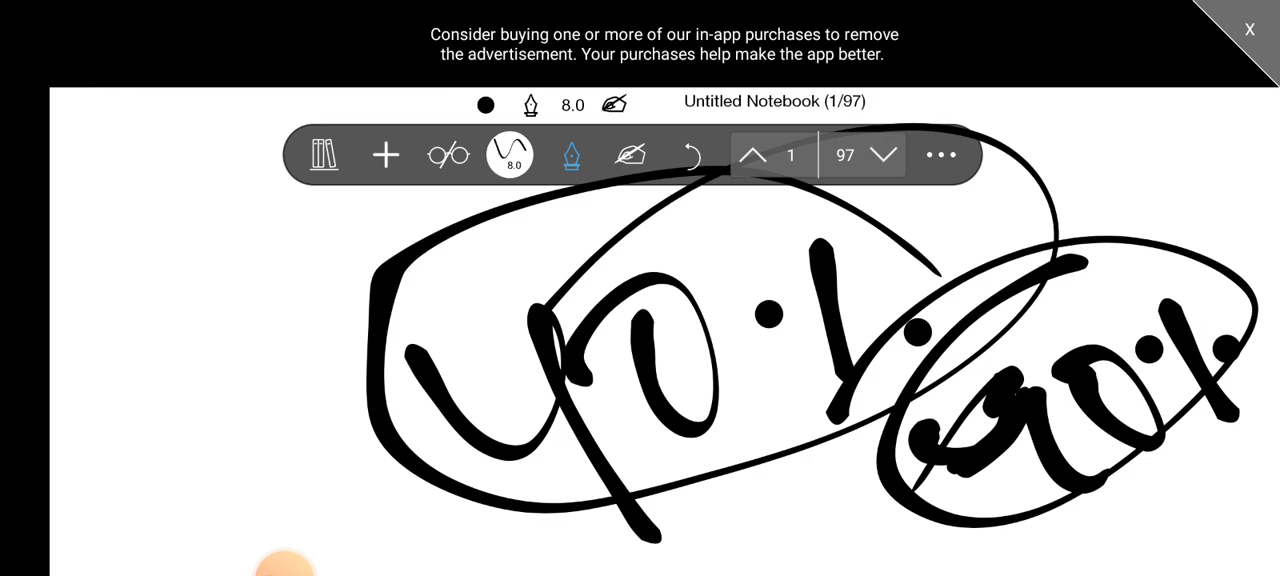 Consider buying one or more of our in-app purchases to remove
the advertisement. Your purchases help make the app better.
X
8.0 Untitled Notebook (1/97)
8.0 1 97
40%